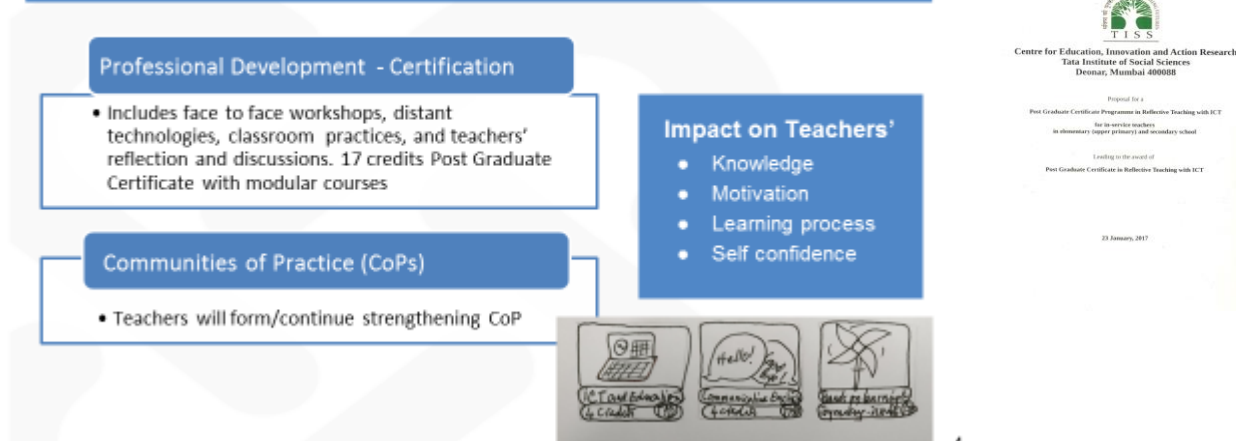 Professional Development - Certification
• Includes face to face workshops, distant
technologies, classroom practices, and teachers'
reflection and discussions. 17 credits Post Graduate
Certificate with modular courses
Communities of Practice (CoPs)
• Teachers will form/continue strengthening CoP
Impact on Teachers'
● Knowledge
● Motivation
● Learning process
● Self confidence
ICT and Education
4 Credits
Hello!
Communicative
4 credits
TISS
Centre for Education, Innovation and Action Research
Tata Institute of Social Sciences
Deonar, Mumbai 400088
Proposal for a
Post Graduate Certificate Programme in Reflective Teaching with ICT
for in-service teachers
in elementary (upper primary) and secondary school
Leading to the award of
Post Graduate Certificate in Reflective Teaching with ICT
23 January, 2017